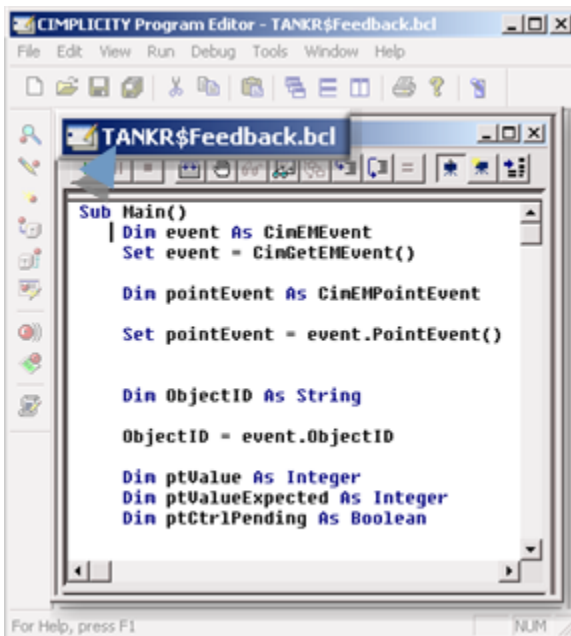 CIMPLICITY Program Editor - TANKR$Feedback.bcl
File Edit View Run Debug Tools Window Help
TANKR$Feedback.bcl
Sub Main()
Dim event As CimEMEvent
Set event = CimGetEMEvent()
Dim pointEvent As CimEMPointEvent
Set pointEvent = event.PointEvent()
Dim ObjectID As String
ObjectID = event.ObjectID
Dim ptValue As Integer
Dim ptValueExpected As Integer
Dim ptCtrlPending As Boolean
For Help, press F1
NUM